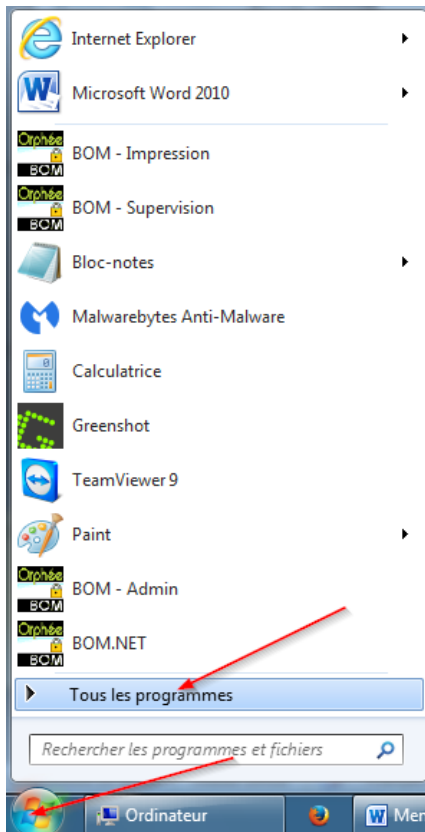 Internet Explorer
Microsoft Word 2010
Orphée
BOM
BOM - Impression
Orphée
BOM
BOM - Supervision
Bloc-notes
Malwarebytes Anti-Malware
Calculatrice
Greenshot
TeamViewer 9
Paint
Orphée
BOM
BOM - Admin
Orphée
BOM
BOM.NET
Tous les programmes
Rechercher les programmes et fichiers
Ordinateur
Mer